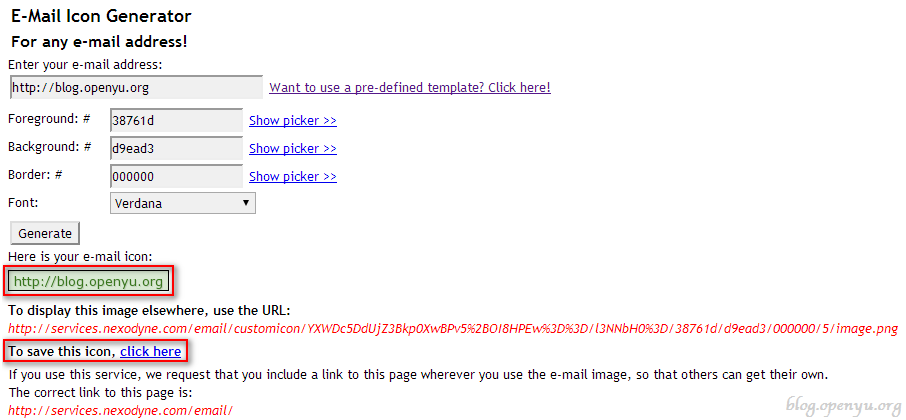 E-Mail Icon Generator
For any e-mail address!
Enter your e-mail address:
http://blog.openyu.org Want to use a pre-defined template? Click here!
Foreground: # 38761d Show picker >>
Background: # d9ead3 Show picker >>
Border: # 000000 Show picker >>
Font: Verdana
Generate
Here is your e-mail icon:
http://blog.openyu.org
To display this image elsewhere, use the URL:
http://services.nexodyne.com/email/customicon/YXWDc5DdUjZ3Bkp0XwBPv5%2BOI8HPEw%3D%3D/l3NNbH0%3D/38761d/d9ead3/000000/5/image.png
To save this icon, click here
If you use this service, we request that you include a link to this page wherever you use the e-mail image, so that others can get their own.
The correct link to this page is:
http://services.nexodyne.com/email/
blog.openyu.org